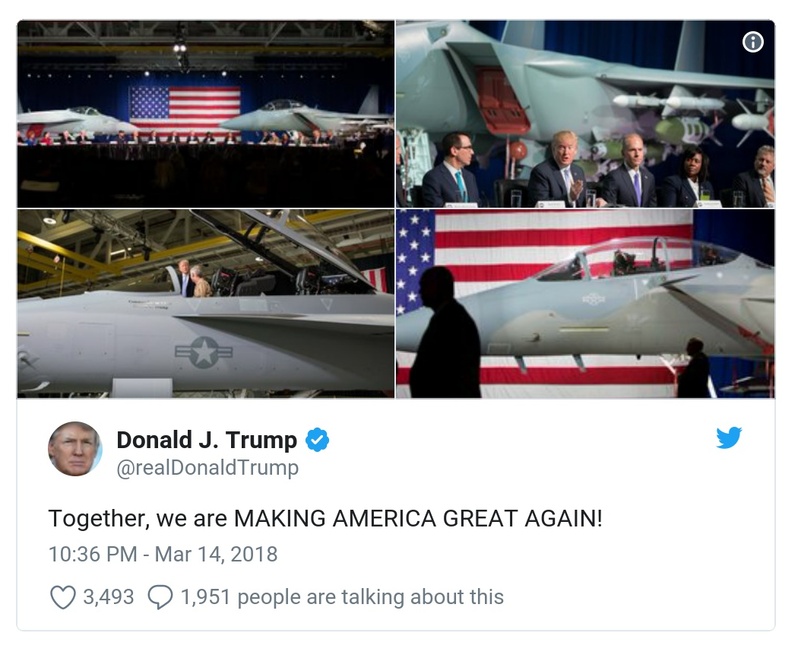 Donald J. Trump
@realDonaldTrump
Together, we are MAKING AMERICA GREAT AGAIN!
10:36 PM - Mar 14, 2018
3,493 1,951 people are talking about this